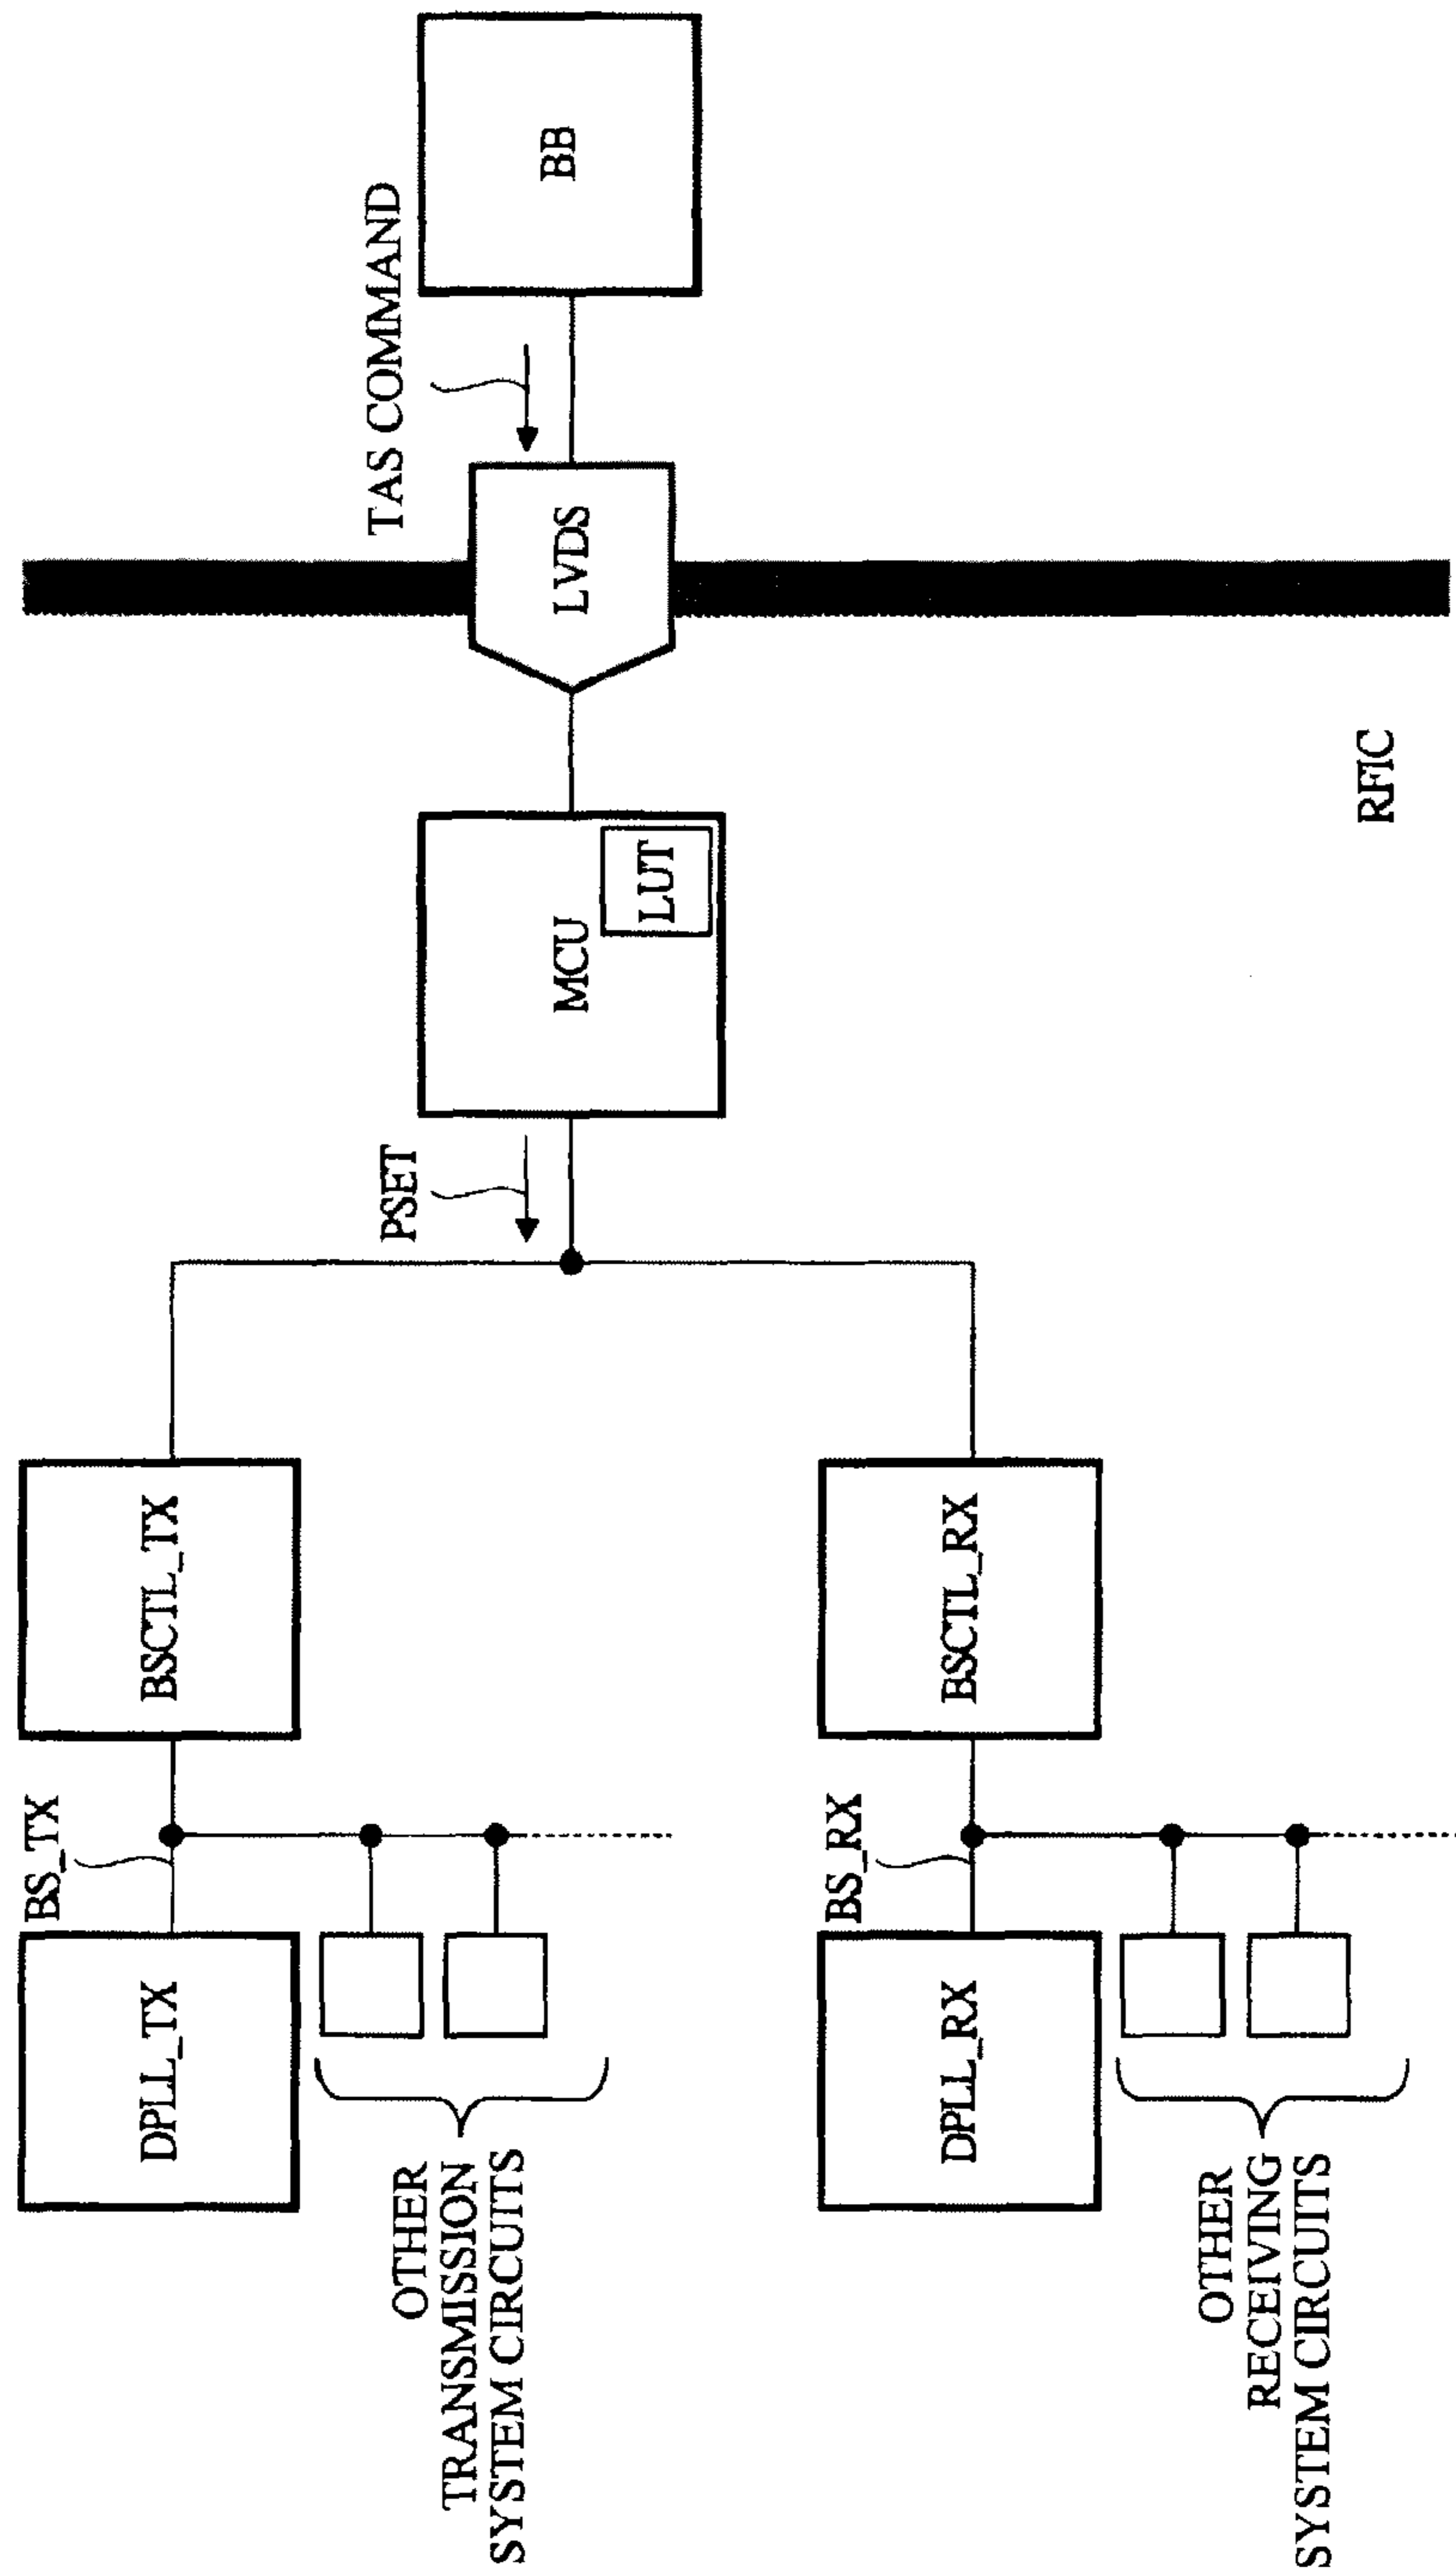 BS_TX
DPLL_TX
BSCTL_TX
OTHER
TRANSMISSION
SYSTEM CIRCUITS
PSET
TAS COMMAND
MCU
LUT
LVDS
BB
BS_RX
DPLL_RX
BSCTL_RX
OTHER
RECEIVING
SYSTEM CIRCUITS
RFIC